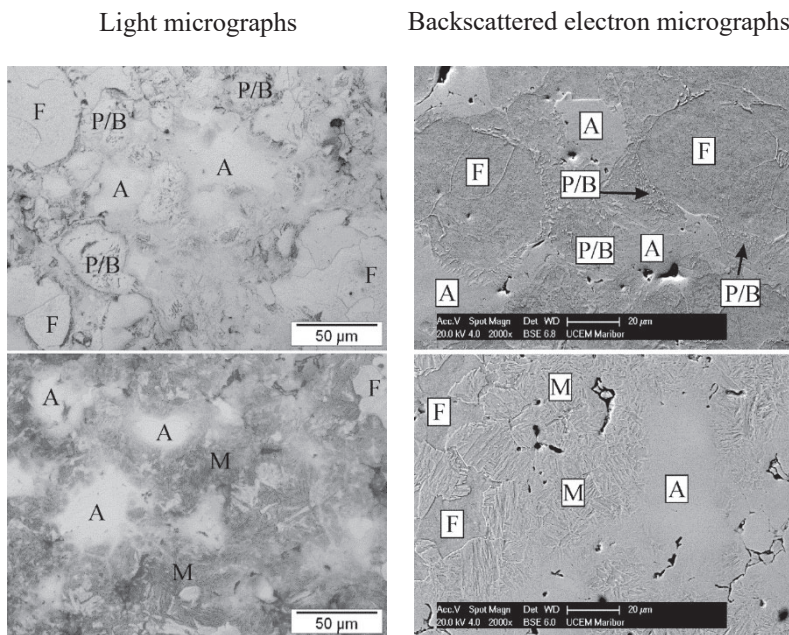 Light micrographs
Backscattered electron micrographs
F
P/B
P/B
A
A
P/B
F
F
50 µm
A
F
F
P/B
P/B
A
A
P/B
Acc.V Spot Magn Det WD 20 µm
20.0 kV 4.0 2000x BSE 6.8 UCEM Maribor
A
F
A
M
A
M
50 µm
M
F
M
A
F
Acc.V Spot Magn Det WD 20 µm
20.0 kV 4.0 2000x BSE 6.0 UCEM Maribor